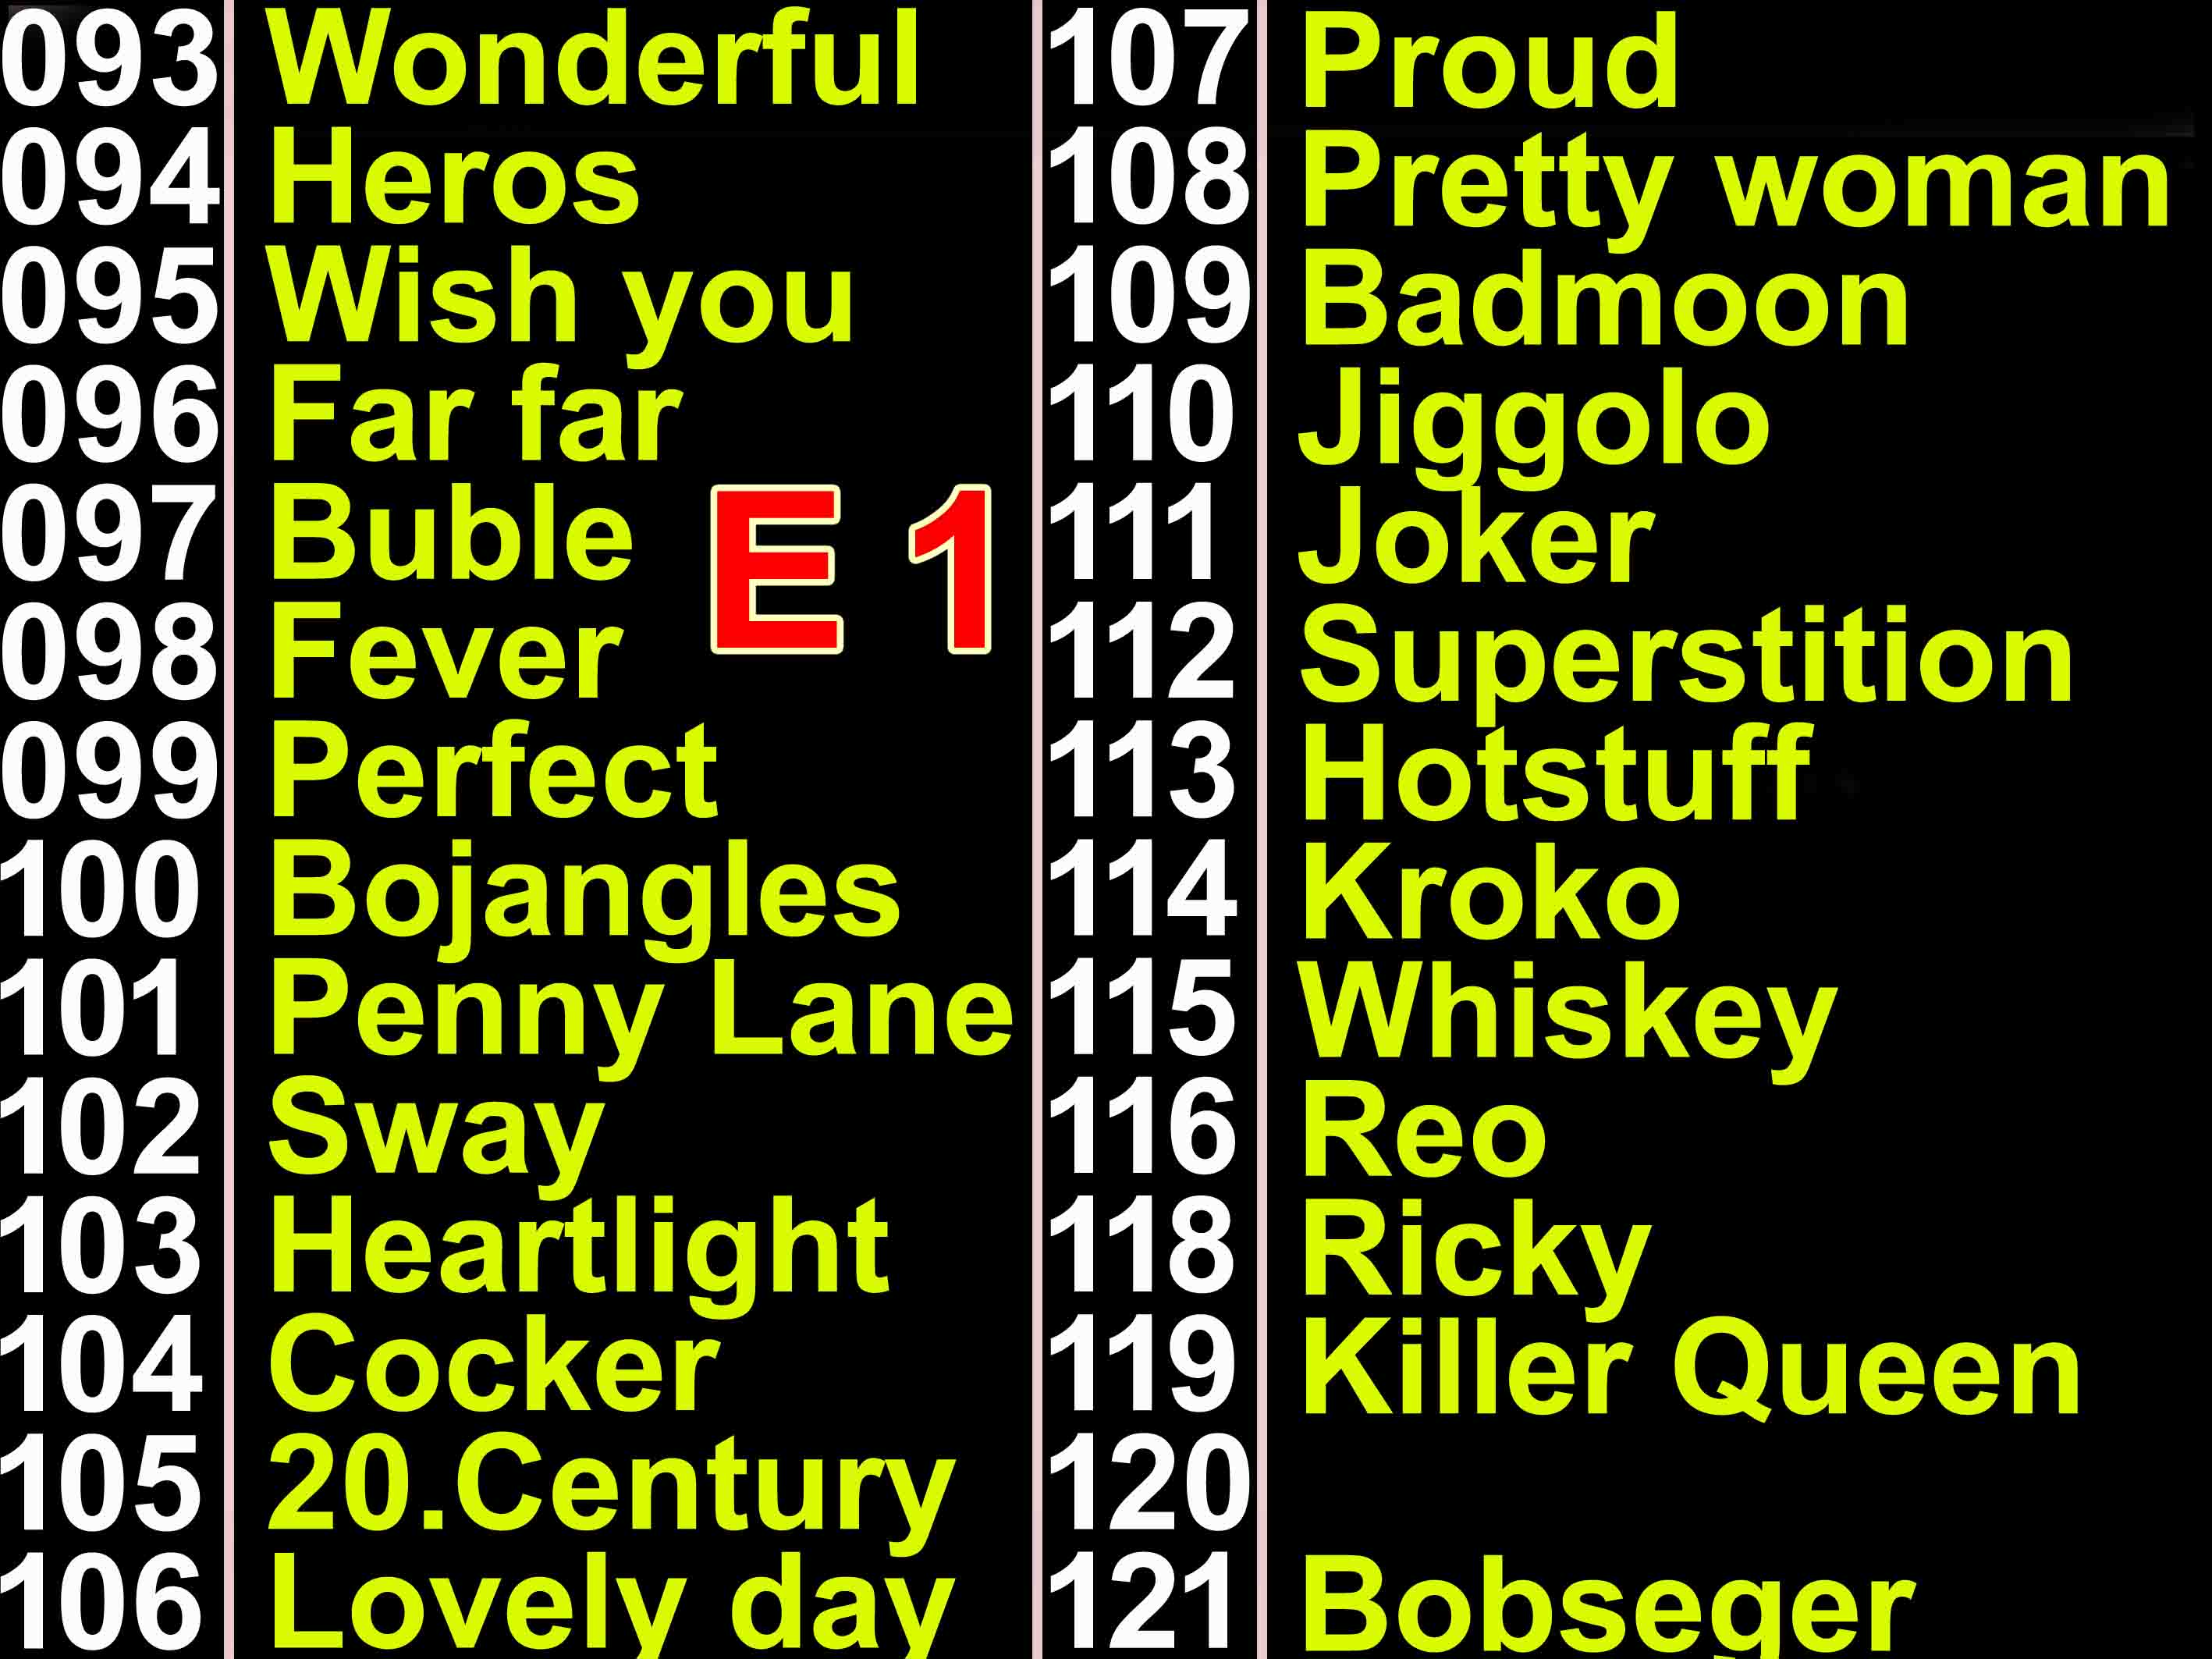 093 Wonderful
094 Heros
095 Wish you
096 Far far
097 Buble
098 Fever
E 1
099 Perfect
100 Bojangles
101 Penny Lane
102 Sway
103 Heartlight
104 Cocker
105 20.Century
106 Lovely day
107 Proud
108 Pretty woman
109 Badmoon
110 Jiggolo
111 Joker
112 Superstition
113 Hotstuff
114 Kroko
115 Whiskey
116 Reo
118 Ricky
119 Killer Queen
120
121 Bobseger